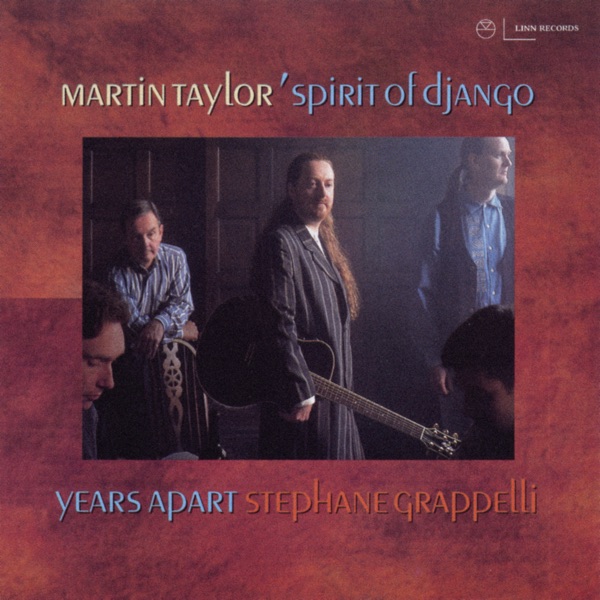 LINN RECORDS
MARTIN TAYLOR 'SPIRIT OF DJANGO
YEARS APART STEPHANE GRAPPELLI